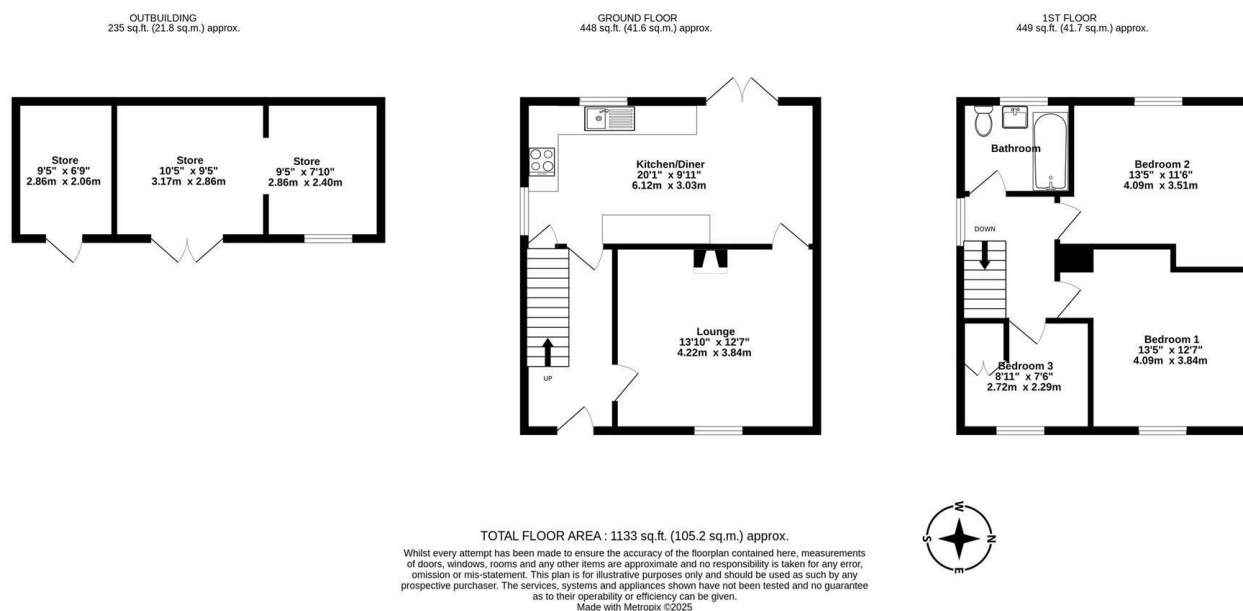 OUTBUILDING
235 sq.ft. (21.8 sq.m.) approx.
GROUND FLOOR
448 sq.ft. (41.6 sq.m.) approx.
1ST FLOOR
449 sq.ft. (41.7 sq.m.) approx.
Store
9'5" x 6'9"
2.86m x 2.06m
Store
10'5" x 9'5"
3.17m x 2.86m
Store
9'5" x 7'10"
2.86m x 2.40m
Kitchen/Diner
20'1" x 9'11"
6.12m x 3.03m
Lounge
13'10" x 12'7"
4.22m x 3.84m
UP
Bathroom
Bedroom 2
13'5" x 11'6"
4.09m x 3.51m
DOWN
Bedroom 1
13'5" x 12'7"
4.09m x 3.84m
Bedroom 3
8'11" x 7'6"
2.72m x 2.29m
W
N
S
E
TOTAL FLOOR AREA : 1133 sq.ft. (105.2 sq.m.) approx.
Whilst every attempt has been made to ensure the accuracy of the floorplan contained here, measurements
of doors, windows, rooms and any other items are approximate and no responsibility is taken for any error,
omission or mis-statement. This plan is for illustrative purposes only and should be used as such by any
prospective purchaser. The services, systems and appliances shown have not been tested and no guarantee
as to their operability or efficiency can be given.
Made with Metropix ©2025